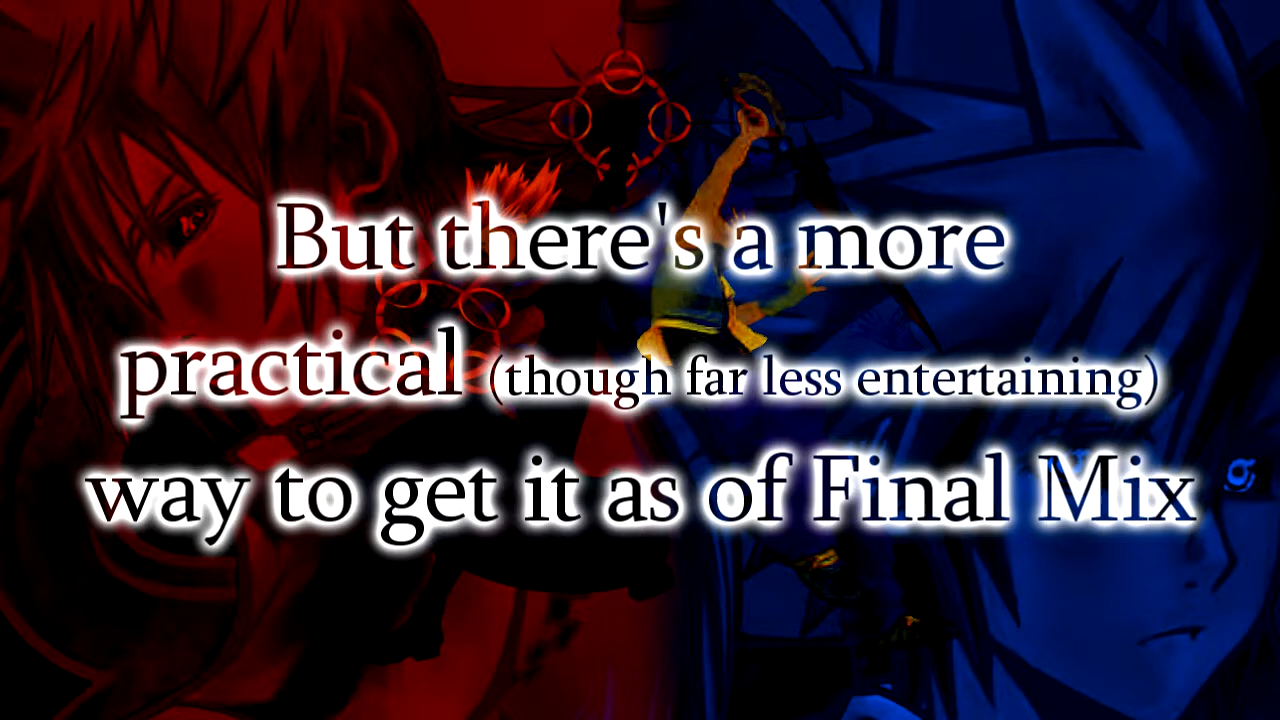 But there's a more
practical (though far less entertaining)
way to get it as of Final Mix